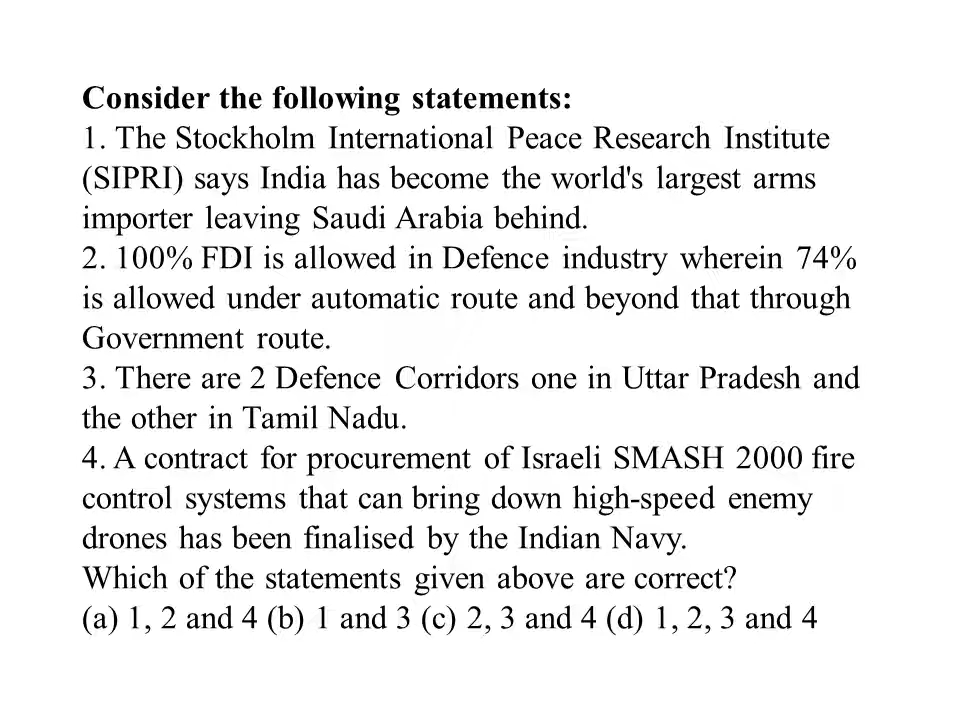 Consider the following statements:
1. The Stockholm International Peace Research Institute
(SIPRI) says India has become the world's largest arms
importer leaving Saudi Arabia behind.
2. 100% FDI is allowed in Defence industry wherein 74%
is allowed under automatic route and beyond that through
Government route.
3. There are 2 Defence Corridors one in Uttar Pradesh and
the other in Tamil Nadu.
4. A contract for procurement of Israeli SMASH 2000 fire
control systems that can bring down high-speed enemy
drones has been finalised by the Indian Navy.
Which of the statements given above are correct?
(a) 1, 2 and 4 (b) 1 and 3 (c) 2, 3 and 4 (d) 1, 2, 3 and 4